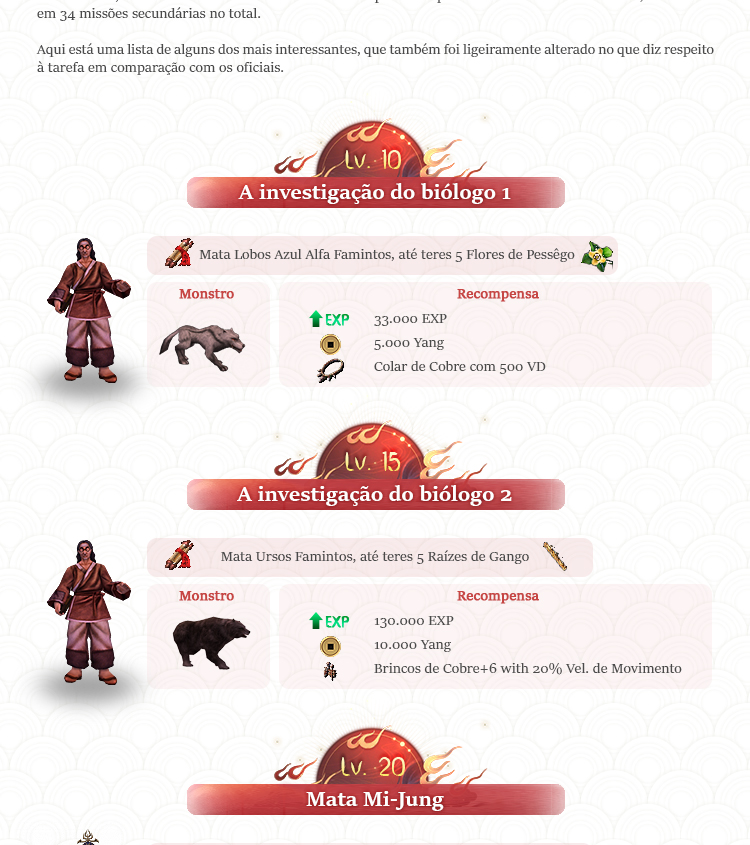 em 34 missões secundárias no total.
Aqui está uma lista de alguns dos mais interessantes, que também foi ligeiramente alterado no que diz respeito
à tarefa em comparação com os oficiais.
Lv. 10
A investigação do biólogo 1
Mata Lobos Azul Alfa Famintos, até teres 5 Flores de Pessêgo
Monstro
Recompensa
EXP
33.000 EXP
5.000 Yang
Colar de Cobre com 500 VD
Lv. 15
A investigação do biólogo 2
Mata Ursos Famintos, até teres 5 Raízes de Gango
Monstro
Recompensa
EXP
130.000 EXP
10.000 Yang
Brincos de Cobre+6 with 20% Vel. de Movimento
Lv. 20
Mata Mi-Jung